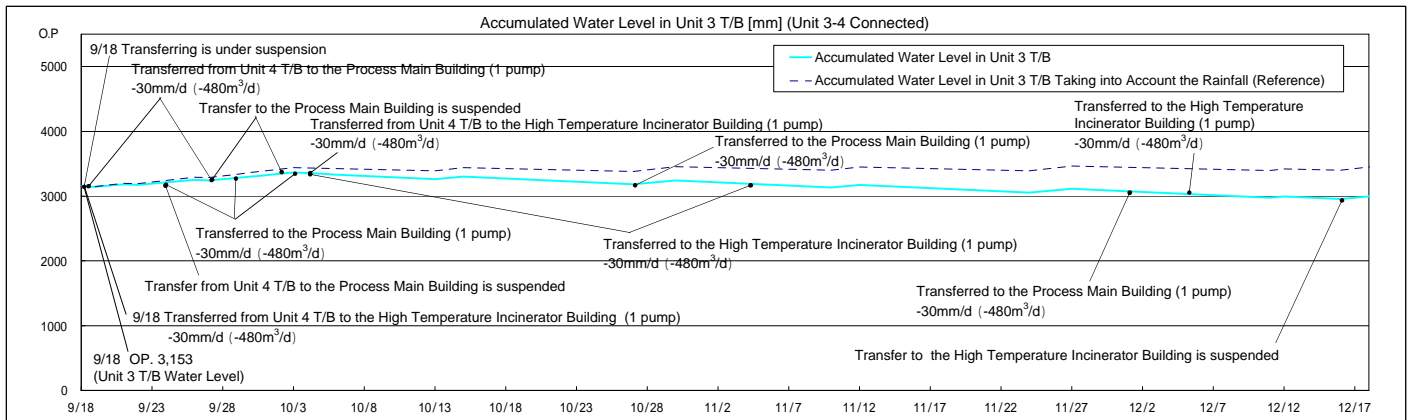 Accumulated Water Level in Unit 3 T/B [mm] (Unit 3-4 Connected)
O.P
5000
4000
3000
2000
1000
0
9/18 Transferring is under suspension
Transferred from Unit 4 T/B to the Process Main Building (1 pump)
-30mm/d (-480m³/d)
Transfer to the Process Main Building is suspended
Transferred from Unit 4 T/B to the High Temperature Incinerator Building (1 pump)
-30mm/d (-480m³/d)
Accumulated Water Level in Unit 3 T/B
Accumulated Water Level in Unit 3 T/B Taking into Account the Rainfall (Reference)
Transferred to the Process Main Building (1 pump)
-30mm/d (-480m³/d)
Transferred to the High Temperature
Incinerator Building (1 pump)
-30mm/d (-480m³/d)
Transferred to the Process Main Building (1 pump)
-30mm/d (-480m³/d)
Transferred to the High Temperature Incinerator Building (1 pump)
-30mm/d (-480m³/d)
Transfer from Unit 4 T/B to the Process Main Building is suspended
Transferred to the Process Main Building (1 pump)
-30mm/d (-480m³/d)
9/18 Transferred from Unit 4 T/B to the High Temperature Incinerator Building (1 pump)
-30mm/d (-480m³/d)
Transfer to the High Temperature Incinerator Building is suspended
9/18 OP. 3,153
(Unit 3 T/B Water Level)
9/18 9/23 9/28 10/3 10/8 10/13 10/18 10/23 10/28 11/2 11/7 11/12 11/17 11/22 11/27 12/2 12/7 12/12 12/17